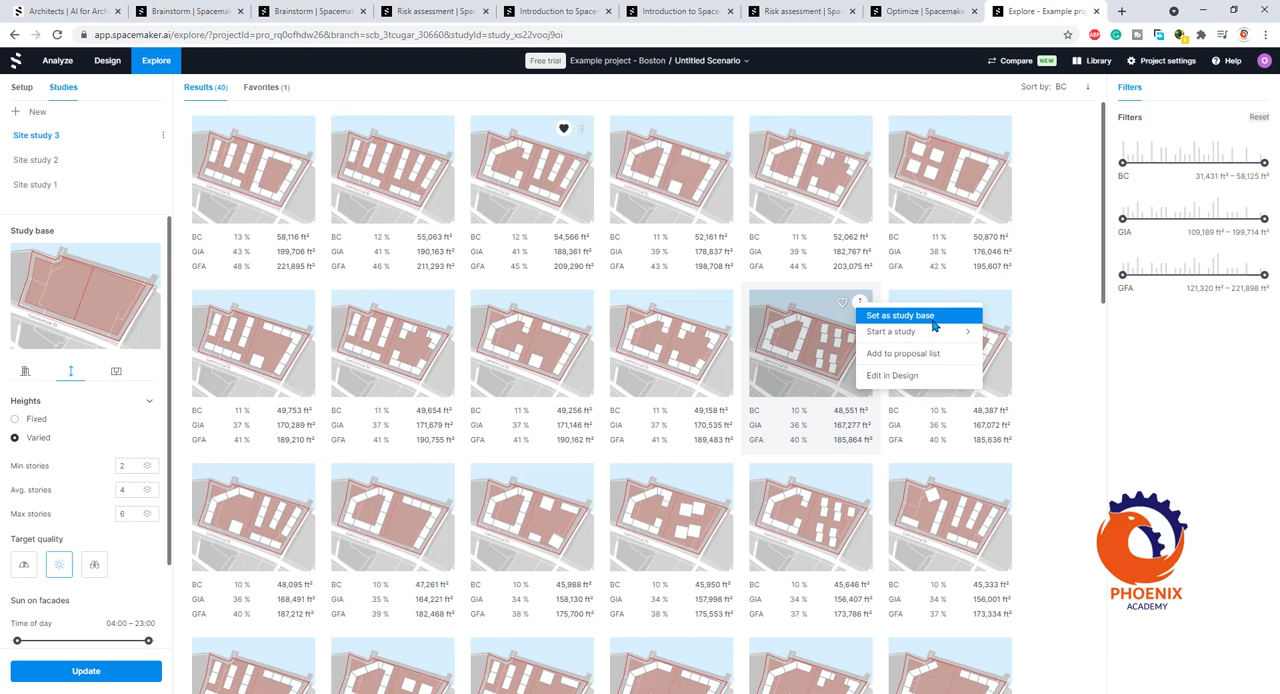 Architects | AI for Arch
Brainstorm | Spacemak
Brainstorm | Spacemak
Risk assessment | Spac
Introduction to Space
Introduction to Space
Risk assessment | Spac
Optimize | Spacemake
Explore - Example proj
app.spacemaker.ai/explore/?projectId=pro_rq0ofhdw26&branch=scb_3tcugar_30660&studyId=study_xs22vooj9oi
Analyze Design Explore
Free trial Example project - Boston / Untitled Scenario
Compare NEW Library Project settings Help
Setup Studies
Results (40) Favorites (1)
Sort by: BC
Filters
New
Site study 3
Site study 2
Site study 1
Study base
Heights
Fixed
Varied
Min stories 2
Avg. stories 4
Max stories 6
Target quality
Sun on facades
Time of day 04:00 – 23:00
Update
BC 13 % 58,116 ft²
GIA 43 % 199,706 ft²
GFA 48 % 221,895 ft²
BC 12 % 55,063 ft²
GIA 41 % 190,163 ft²
GFA 46 % 211,293 ft²
BC 12 % 54,566 ft²
GIA 41 % 188,361 ft²
GFA 45 % 209,290 ft²
BC 11 % 52,161 ft²
GIA 39 % 178,837 ft²
GFA 43 % 198,708 ft²
BC 11 % 52,062 ft²
GIA 39 % 182,767 ft²
GFA 44 % 203,075 ft²
BC 11 % 50,870 ft²
GIA 38 % 176,046 ft²
GFA 42 % 195,607 ft²
BC 11 % 49,753 ft²
GIA 37 % 170,289 ft²
GFA 41 % 189,210 ft²
BC 11 % 49,654 ft²
GIA 37 % 171,679 ft²
GFA 41 % 190,755 ft²
BC 11 % 49,256 ft²
GIA 37 % 171,146 ft²
GFA 41 % 190,162 ft²
BC 11 % 49,158 ft²
GIA 37 % 170,535 ft²
GFA 41 % 189,483 ft²
Set as study base
Start a study
Add to proposal list
Edit in Design
BC 10 % 48,551 ft²
GIA 36 % 167,277 ft²
GFA 40 % 185,864 ft²
BC 10 % 48,387 ft²
GIA 36 % 167,072 ft²
GFA 40 % 185,636 ft²
BC 10 % 48,095 ft²
GIA 36 % 168,491 ft²
GFA 40 % 187,212 ft²
BC 10 % 47,261 ft²
GIA 35 % 164,221 ft²
GFA 39 % 182,468 ft²
BC 10 % 45,988 ft²
GIA 34 % 158,130 ft²
GFA 38 % 175,700 ft²
BC 10 % 45,950 ft²
GIA 34 % 157,998 ft²
GFA 38 % 175,553 ft²
BC 10 % 45,646 ft²
GIA 34 % 156,407 ft²
GFA 37 % 173,786 ft²
BC 10 % 45,333 ft²
GIA 34 % 156,001 ft²
GFA 37 % 173,334 ft²
Filters Reset
BC 31,431 ft² – 58,125 ft²
GIA 109,189 ft² – 199,714 ft²
GFA 121,320 ft² – 221,898 ft²
PHOENIX
ACADEMY